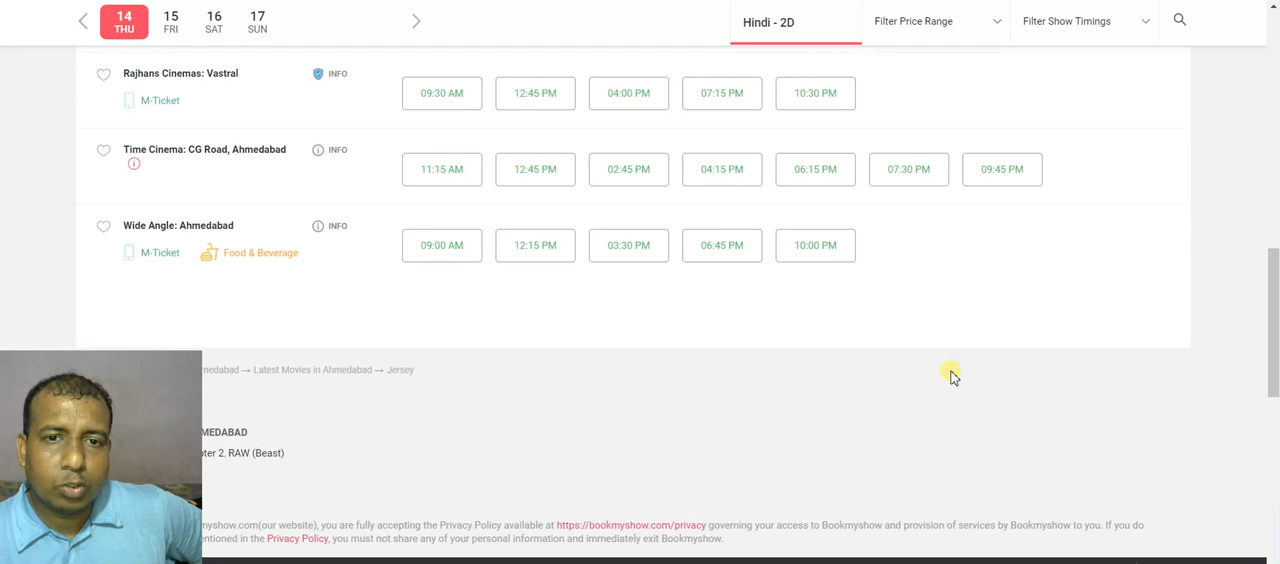 14 15 16 17
THU FRI SAT SUN
Hindi - 2D
Filter Price Range
Filter Show Timings
Rajhans Cinemas: Vastral
INFO
M-Ticket
09:30 AM 12:45 PM 04:00 PM 07:15 PM 10:30 PM
Time Cinema: CG Road, Ahmedabad
INFO
11:15 AM 12:45 PM 02:45 PM 04:15 PM 06:15 PM 07:30 PM 09:45 PM
Wide Angle: Ahmedabad
INFO
M-Ticket Food & Beverage
09:00 AM 12:15 PM 03:30 PM 06:45 PM 10:00 PM
medabad → Latest Movies in Ahmedabad → Jersey
MEDABAD
pter 2, RAW (Beast)
myshow.com(our website), you are fully accepting the Privacy Policy available at https://bookmyshow.com/privacy governing your access to Bookmyshow and provision of services by Bookmyshow to you. If you do
entioned in the Privacy Policy, you must not share any of your personal information and immediately exit Bookmyshow.